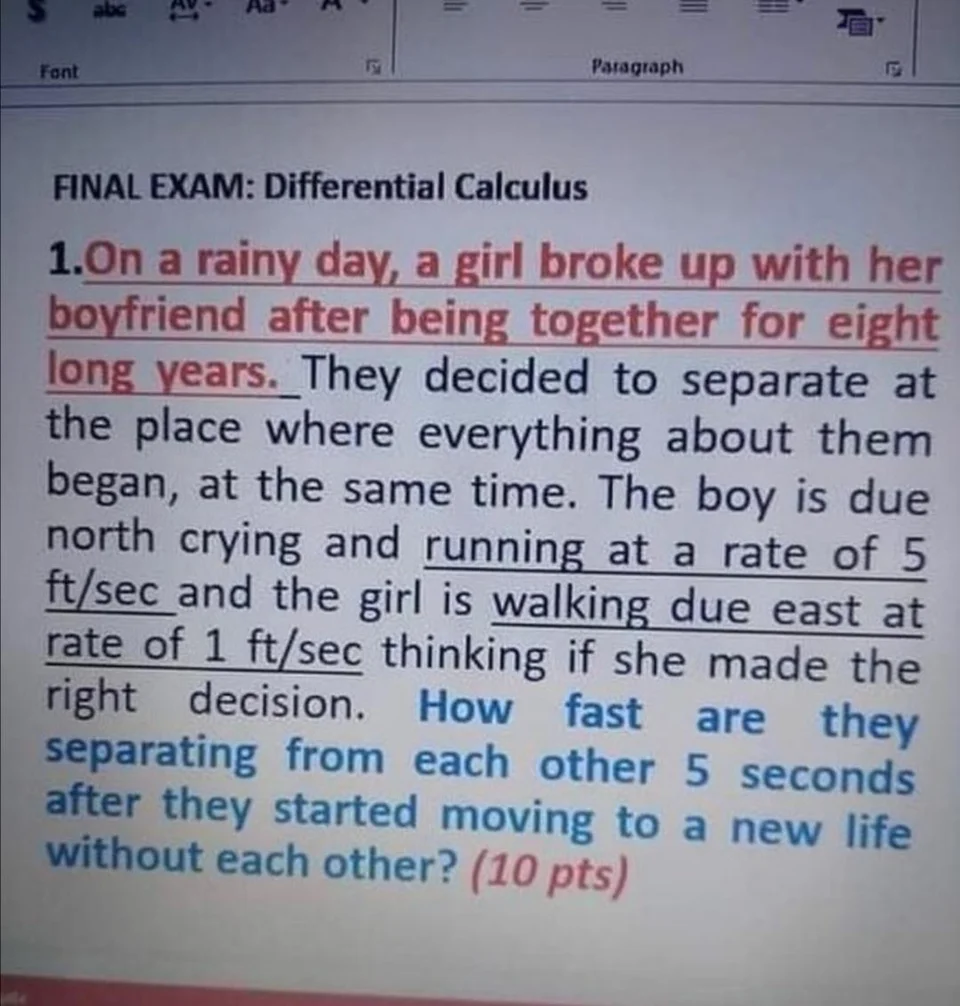 abc AV Aa A
Font Paragraph
FINAL EXAM: Differential Calculus
1.On a rainy day, a girl broke up with her
boyfriend after being together for eight
long years. They decided to separate at
the place where everything about them
began, at the same time. The boy is due
north crying and running at a rate of 5
ft/sec and the girl is walking due east at
rate of 1 ft/sec thinking if she made the
right decision. How fast are they
separating from each other 5 seconds
after they started moving to a new life
without each other? (10 pts)